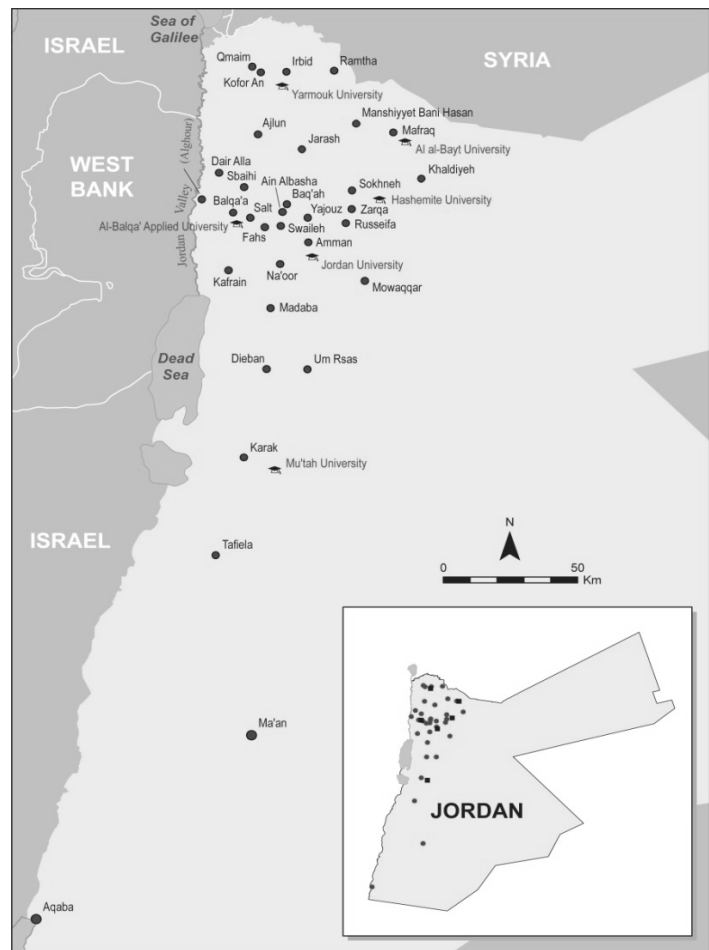 Sea of
Galilee
ISRAEL
SYRIA
Qmaim
Irbid
Ramtha
Kofor An
Yarmouk University
Manshiyyet Bani Hasan
Ajlun
Mafraq
Jarash
Al al-Bayt University
WEST
BANK
Jordan Valley (Alghour)
Dair Alla
Khaldiyeh
Sbaihi
Ain Albasha
Sokhneh
Baq'ah
Hashemite University
Balqa'a
Salt
Yajouz
Zarqa
Al-Balqa' Applied University
Fahs
Swaileh
Russeifa
Amman
Jordan University
Kafrain
Na'oor
Mowaqqar
Madaba
Dead
Sea
Dieban
Um Rsas
Karak
Mu'tah University
ISRAEL
Tafiela
N
0
50
Km
Ma'an
JORDAN
Aqaba